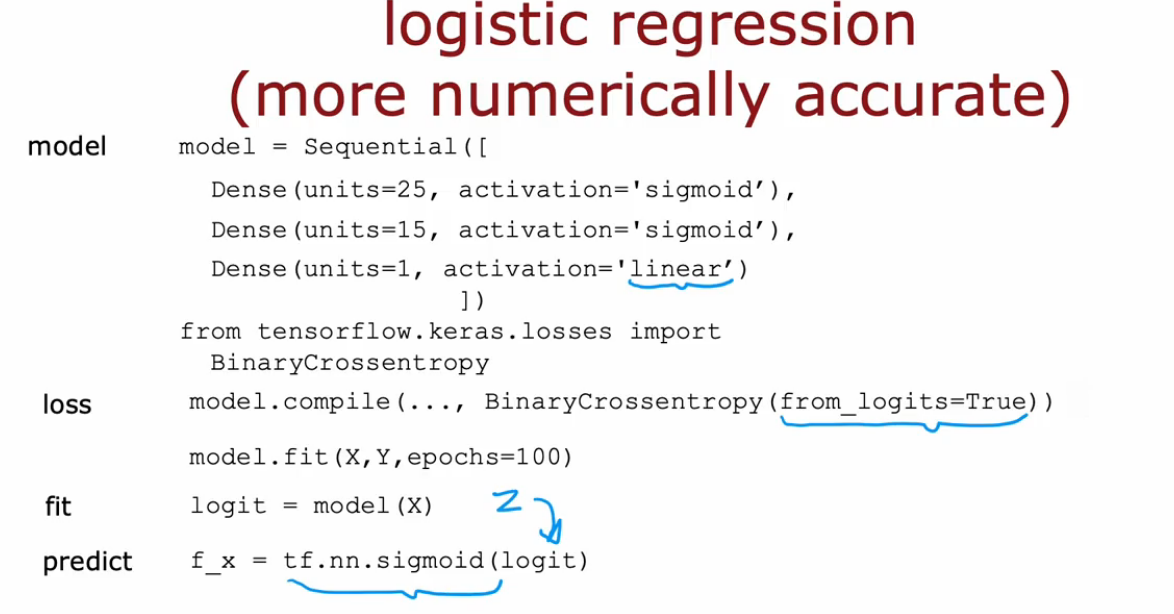 logistic regression
(more numerically accurate)
model model = Sequential([
Dense(units=25, activation='sigmoid’),
Dense(units=15, activation='sigmoid’),
Dense(units=1, activation='linear’)
])
from tensorflow.keras.losses import
BinaryCrossentropy
loss model.compile(..., BinaryCrossentropy(from_logits=True))
model.fit(X,Y,epochs=100)
fit logit = model(X) z
predict f_x = tf.nn.sigmoid(logit)